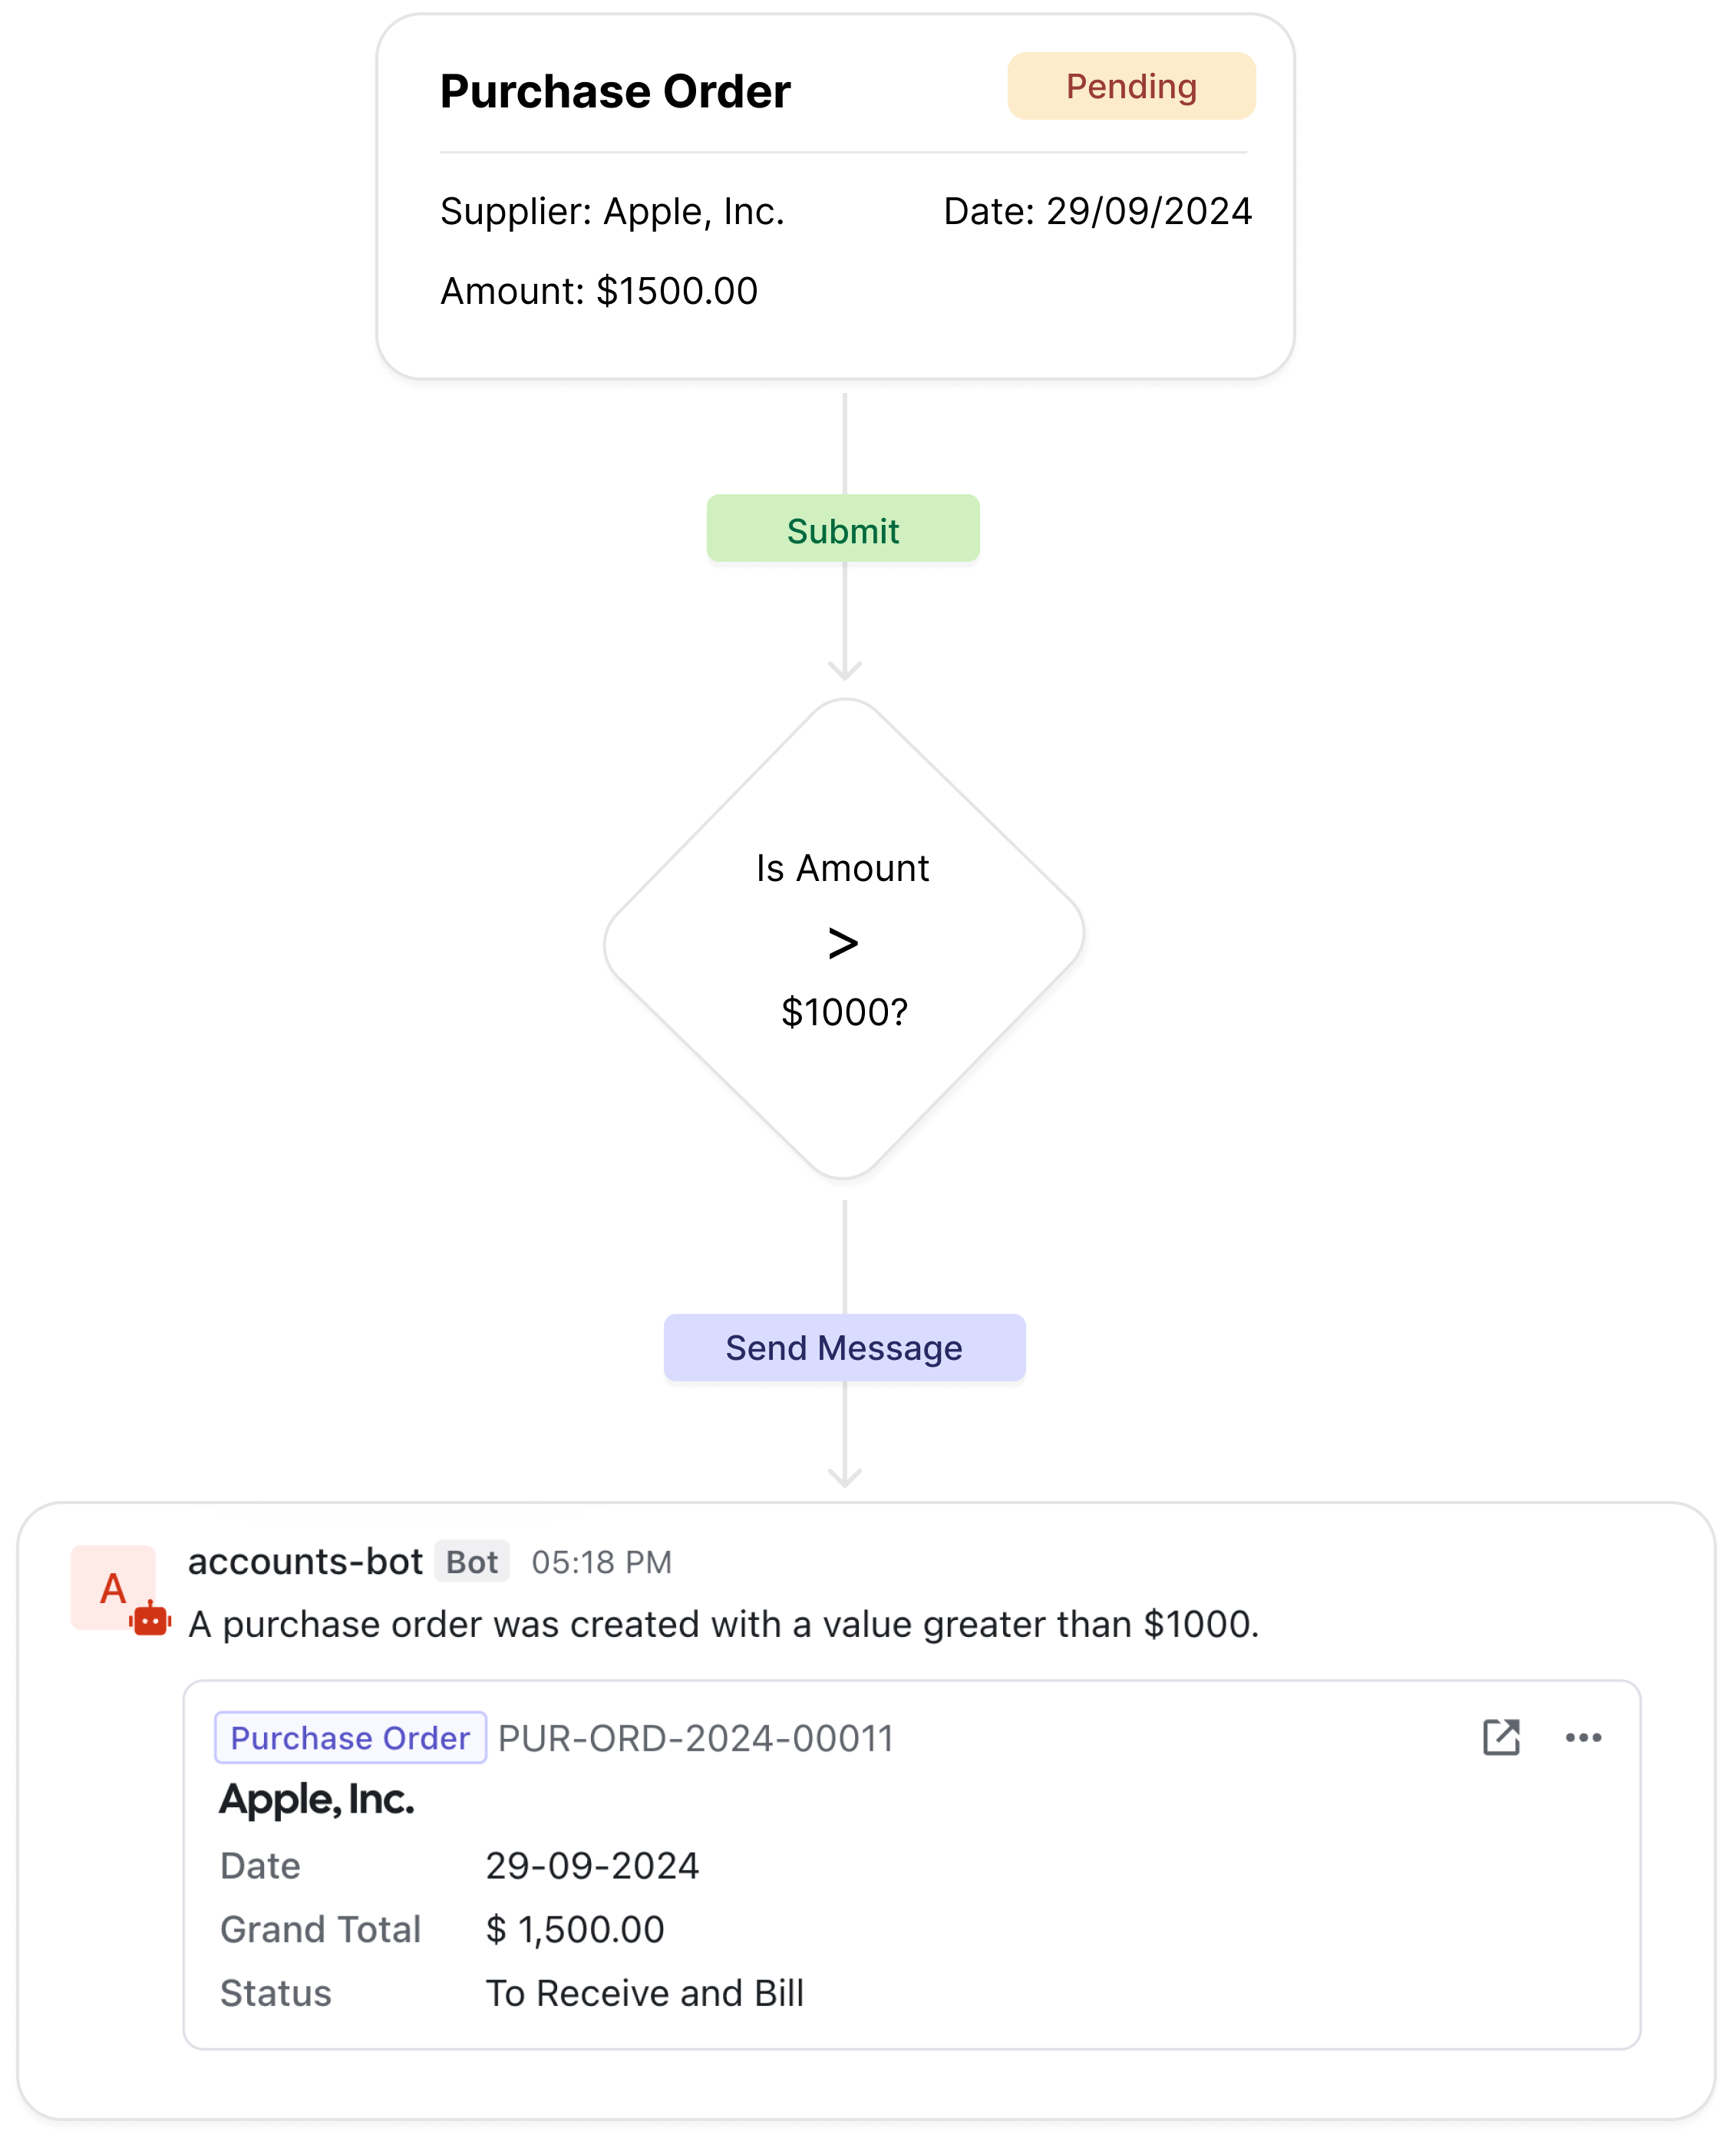 Purchase Order Pending
Supplier: Apple, Inc. Date: 29/09/2024
Amount: $1500.00
Submit
Is Amount
>
$1000?
Send Message
A accounts-bot Bot 05:18 PM
A purchase order was created with a value greater than $1000.
Purchase Order PUR-ORD-2024-00011
Apple, Inc.
Date 29-09-2024
Grand Total $ 1,500.00
Status To Receive and Bill